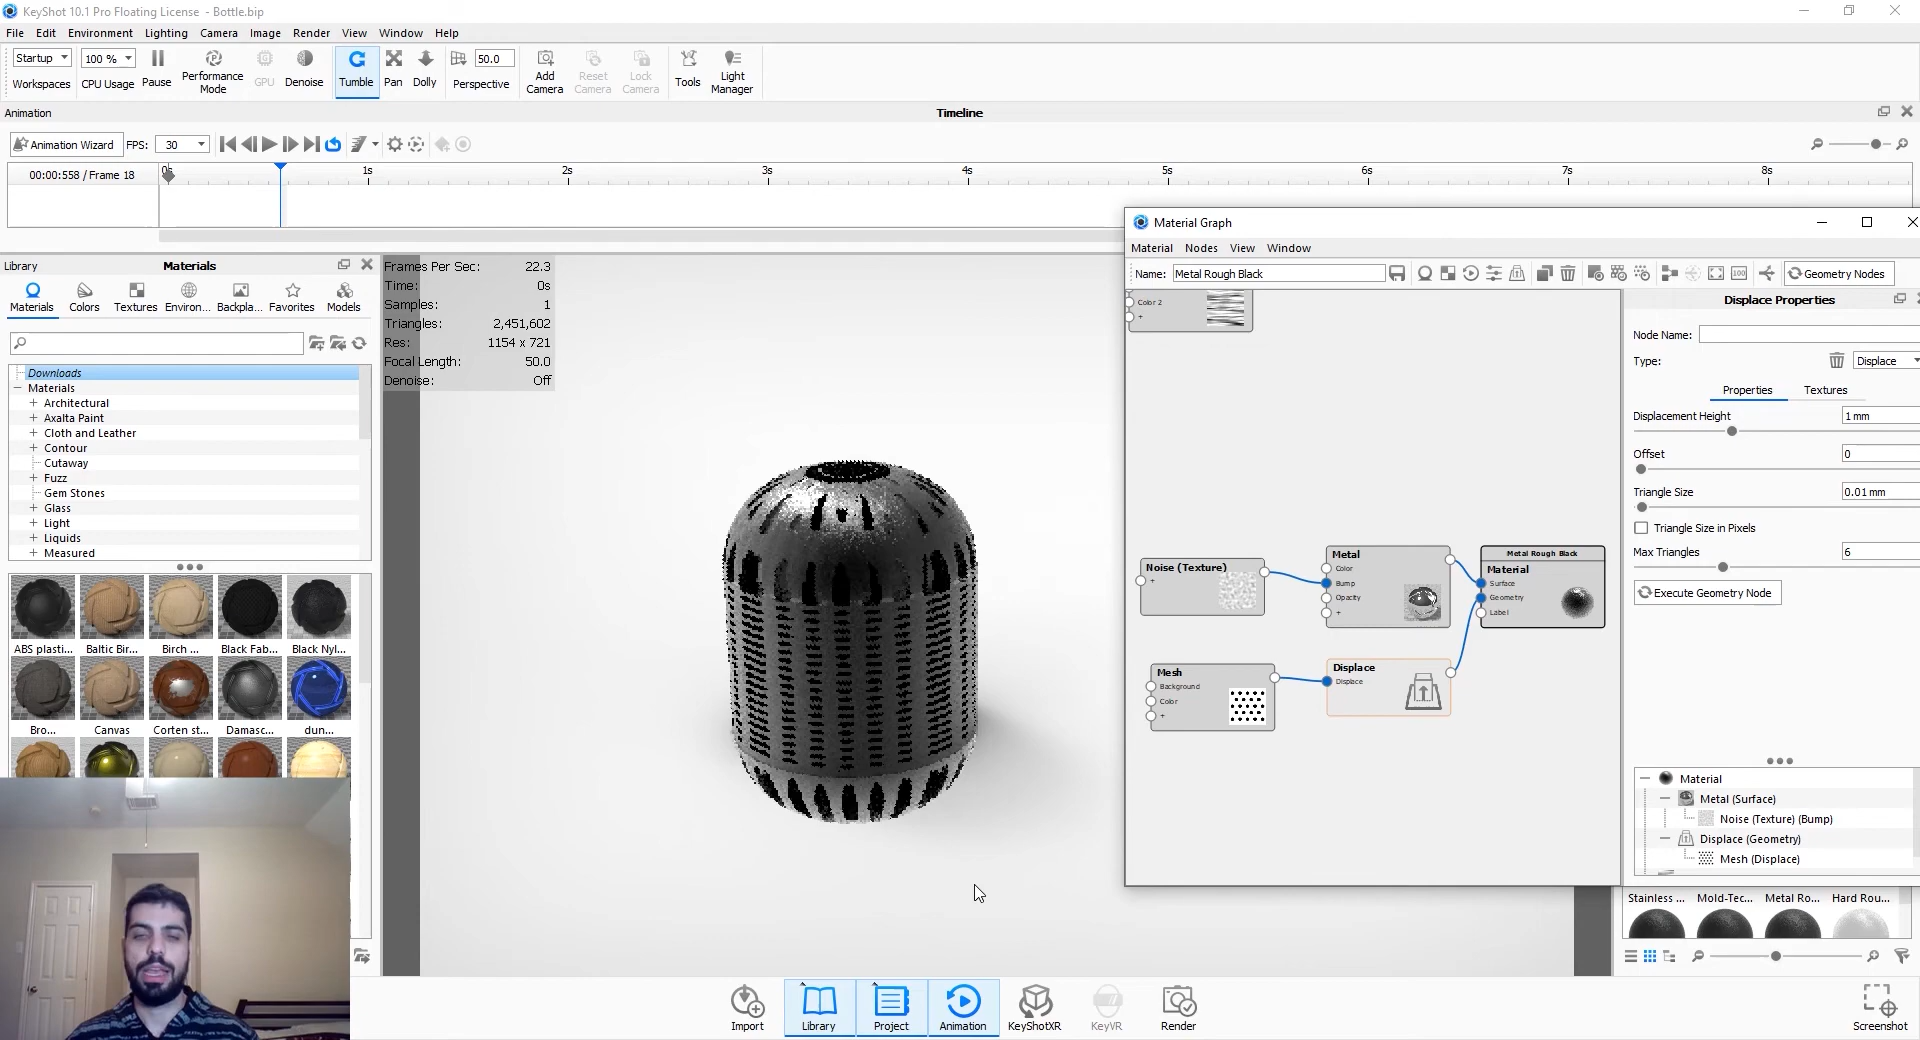 KeyShot 10.1 Pro Floating License - Bottle.bip
File Edit Environment Lighting Camera Image Render View Window Help
Startup 100 % 50.0
Workspaces CPU Usage Pause Performance Mode GPU Denoise Tumble Pan Dolly Perspective Add Camera Reset Camera Lock Camera Tools Light Manager
Animation Timeline
Animation Wizard FPS: 30
00:00:558 / Frame 18 0s 1s 2s 3s 4s 5s 6s 7s 8s
Library Materials
Materials Colors Textures Environ... Backpla... Favorites Models
Downloads
Materials
Architectural
Axalta Paint
Cloth and Leather
Contour
Cutaway
Fuzz
Gem Stones
Glass
Light
Liquids
Measured
ABS plasti... Baltic Bir... Birch ... Black Fab... Black Nyl...
Bro... Canvas Corten st... Damasc... dun...
Frames Per Sec: 22.3
Time: 0s
Samples: 1
Triangles: 2,451,602
Res: 1154 x 721
Focal Length: 50.0
Denoise: Off
Material Graph
Material Nodes View Window
Name: Metal Rough Black 100 Geometry Nodes
Color 2
+
Noise (Texture)
+
Metal
Color
Bump
Opacity
+
Metal Rough Black
Material
Surface
Geometry
Label
Mesh
Background
Color
+
Displace
Displace
Displace Properties
Node Name:
Type: Displace
Properties Textures
Displacement Height 1 mm
Offset 0
Triangle Size 0.01 mm
Triangle Size in Pixels
Max Triangles 6
Execute Geometry Node
Material
Metal (Surface)
Noise (Texture) (Bump)
Displace (Geometry)
Mesh (Displace)
Stainless ... Mold-Tec... Metal Ro... Hard Rou...
Import Library Project Animation KeyShotXR KeyVR Render Screenshot